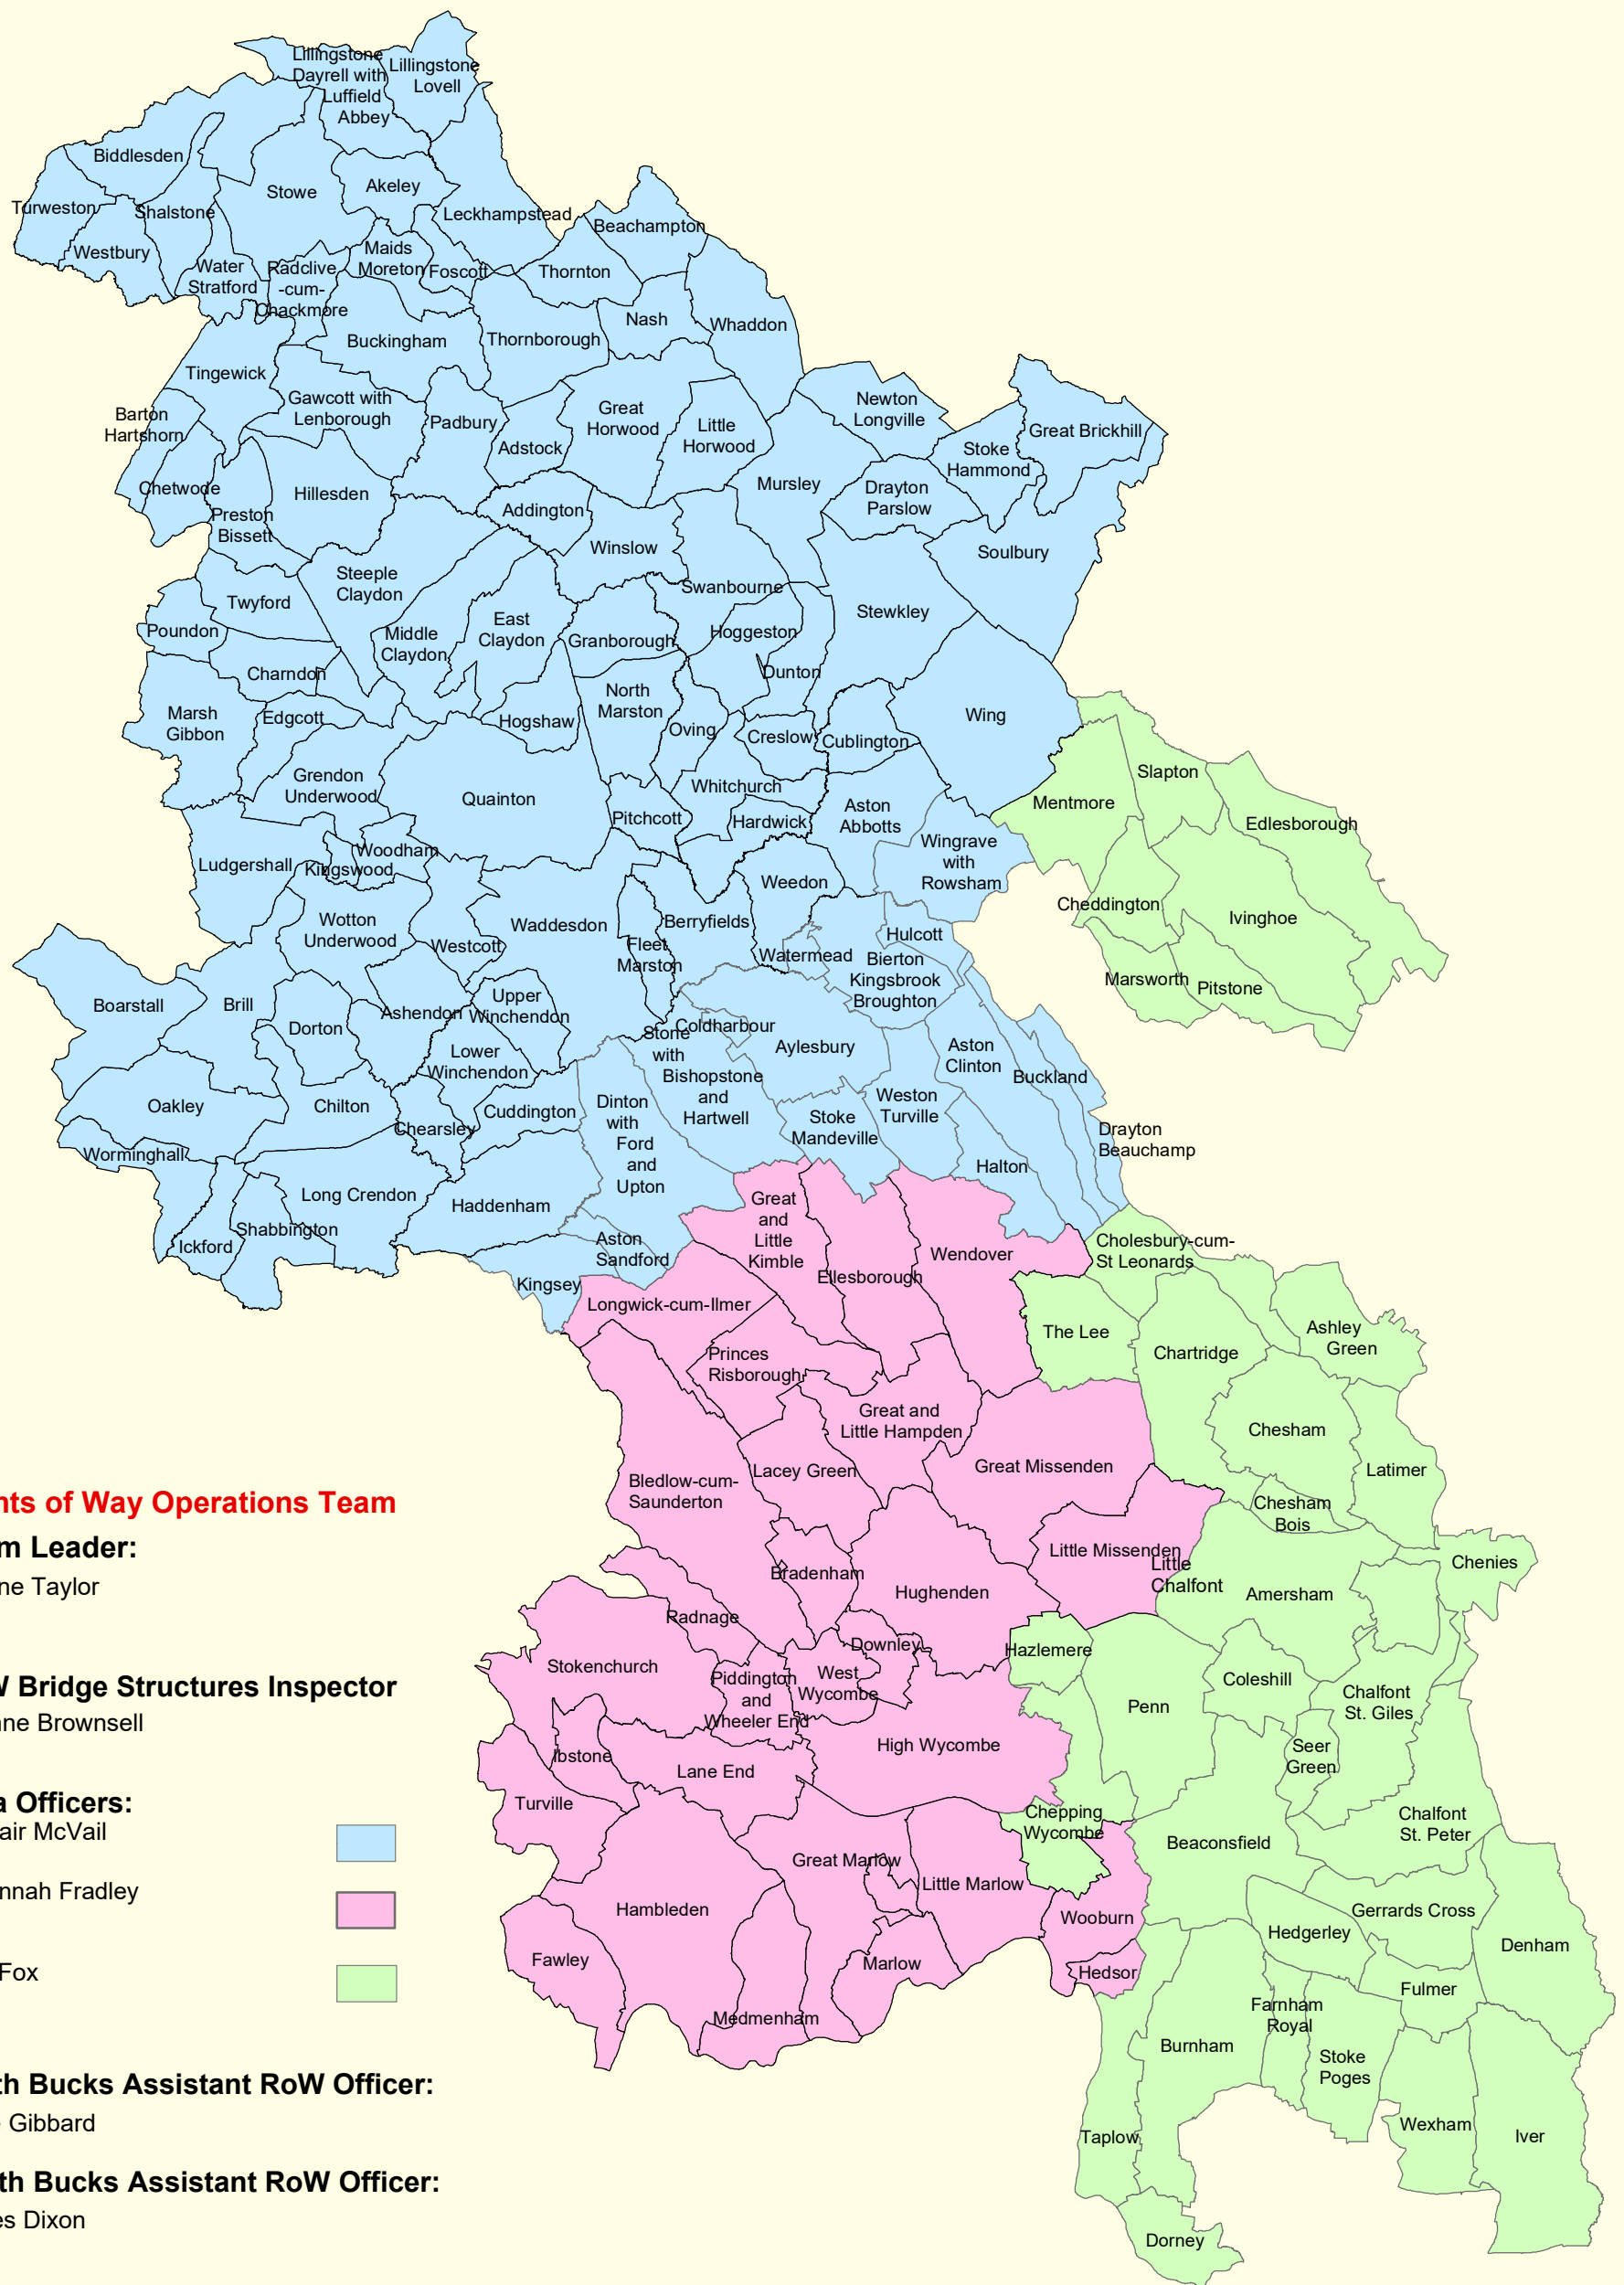 Lillingstone
Dayrell with
Luffield
Abbey
Lillingstone
Lovell
Biddlesden
Stowe
Akeley
Turweston
Shalstone
Leckhampstead
Westbury
Beachampton
Water
Stratford
Radclive
-cum-
Chackmore
Maids
Moreton
Foscott
Thornton
Nash
Whaddon
Buckingham
Thornborough
Tingewick
Gawcott with
Lenborough
Padbury
Great
Horwood
Little
Horwood
Newton
Longville
Barton
Hartshorn
Adstock
Stoke
Hammond
Great Brickhill
Chetwode
Hillesden
Mursley
Drayton
Parslow
Preston
Bissett
Addington
Winslow
Soulbury
Steeple
Claydon
Swanbourne
Twyford
Stewkley
Poundon
Middle
Claydon
East
Claydon
Granborough
Hoggeston
Charndon
Dunton
North
Marston
Marsh
Gibbon
Edgcott
Hogshaw
Oving
Creslow
Cublington
Wing
Slapton
Grendon
Underwood
Quainton
Whitchurch
Mentmore
Pitchcott
Hardwick
Aston
Abbotts
Edlesborough
Ludgershall
Kingswood
Woodham
Wingrave
with
Rowsham
Weedon
Cheddington
Ivinghoe
Wotton
Underwood
Westcott
Waddesdon
Berryfields
Fleet
Marston
Watermead
Hulcott
Bierton
Kingsbrook
Broughton
Marsworth
Pitstone
Boarstall
Brill
Dorton
Ashendon
Upper
Winchendon
Coldharbour
Stone
with
Bishopstone
and
Hartwell
Aylesbury
Aston
Clinton
Buckland
Lower
Winchendon
Oakley
Chilton
Chearsley
Cuddington
Dinton
with
Ford
and
Upton
Stoke
Mandeville
Weston
Turville
Drayton
Beauchamp
Worminghall
Halton
Long Crendon
Haddenham
Shabbington
Ickford
Aston
Sandford
Kingsey
Great
and
Little
Kimble
Ellesborough
Wendover
Cholesbury-cum-
St Leonards
Longwick-cum-Ilmer
The Lee
Chartridge
Ashley
Green
Princes
Risborough
Great and
Little Hampden
Chesham
Lacey Green
Great Missenden
Latimer
Bledlow-cum-
Saunderton
Chesham
Bois
Little Missenden
Little
Chalfont
Chenies
Bradenham
Hughenden
Amersham
Radnage
Downley
Hazlemere
Stokenchurch
Piddington
and
Wheeler End
West
Wycombe
Coleshill
Penn
Chalfont
St. Giles
High Wycombe
Seer
Green
Ibstone
Lane End
Turville
Chepping
Wycombe
Beaconsfield
Chalfont
St. Peter
Great Marlow
Little Marlow
Hambleden
Wooburn
Gerrards Cross
Hedgerley
Denham
Fawley
Marlow
Hedsor
Fulmer
Medmenham
Farnham
Royal
Burnham
Stoke
Poges
Taplow
Wexham
Iver
Dorney
nts of Way Operations Team
m Leader:
ne Taylor
W Bridge Structures Inspector
nne Brownsell
a Officers:
air McVail
nnah Fradley
Fox
th Bucks Assistant RoW Officer:
Gibbard
th Bucks Assistant RoW Officer:
es Dixon